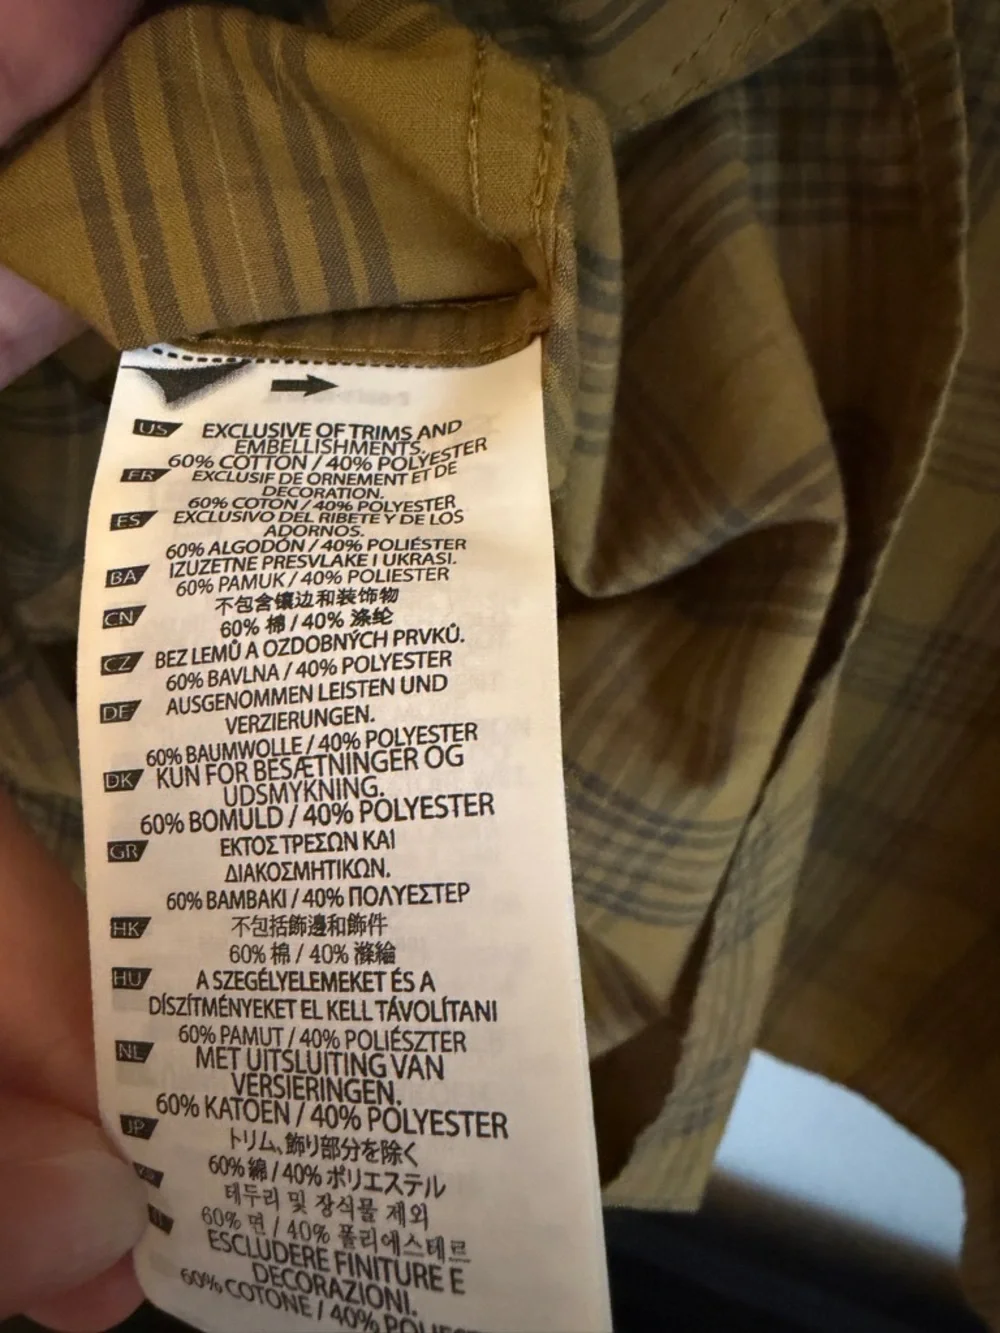 US EXCLUSIVE OF TRIMS AND
EMBELLISHMENTS.
60% COTTON / 40% POLYESTER
FR EXCLUSIF DE ORNEMENT ET DE
DECORATION.
60% COTON / 40% POLYESTER
ES EXCLUSIVO DEL RIBETE Y DE LOS
ADORNOS.
60% ALGODÓN / 40% POLIÉSTER
BA IZUZETNE PRESVLAKE I UKRASI.
60% PAMUK / 40% POLIESTER
CN 不包含镶边和装饰物
60% 棉 / 40% 涤纶
CZ BEZ LEMŮ A OZDOBNÝCH PRVKŮ.
60% BAVLNA / 40% POLYESTER
DE AUSGENOMMEN LEISTEN UND
VERZIERUNGEN.
60% BAUMWOLLE / 40% POLYESTER
DK KUN FOR BESÆTNINGER OG
UDSMYKNING.
60% BOMULD / 40% POLYESTER
GR ΕΚΤΟΣ ΤΡΕΣΩΝ ΚΑΙ
ΔΙΑΚΟΣΜΗΤΙΚΩΝ.
60% ΒΑΜΒΑΚΙ / 40% ΠΟΛΥΕΣΤΕΡ
HK 不包括飾邊和飾件
60% 棉 / 40% 滌綸
HU A SZEGÉLYELEMEKET ÉS A
DÍSZÍTMÉNYEKET EL KELL TÁVOLÍTANI
60% PAMUT / 40% POLIÉSZTER
NL MET UITSLUITING VAN
VERSIERINGEN.
60% KATOEN / 40% POLYESTER
JP トリム、飾り部分を除く
60% 綿 / 40% ポリエステル
테두리 및 장식물 제외
60% 면 / 40% 폴리에스테르
ESCLUDERE FINITURE E
DECORAZIONI.
60% COTONE / 40% POLIESTE